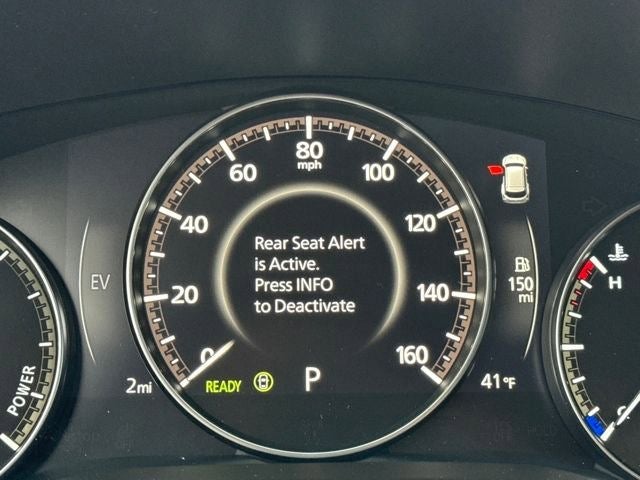 80
mph
60
100
40
120
Rear Seat Alert
is Active.
Press INFO
to Deactivate
EV
20
140
150
mi
H
0
160
2mi
READY
P
41°F
POWER
C